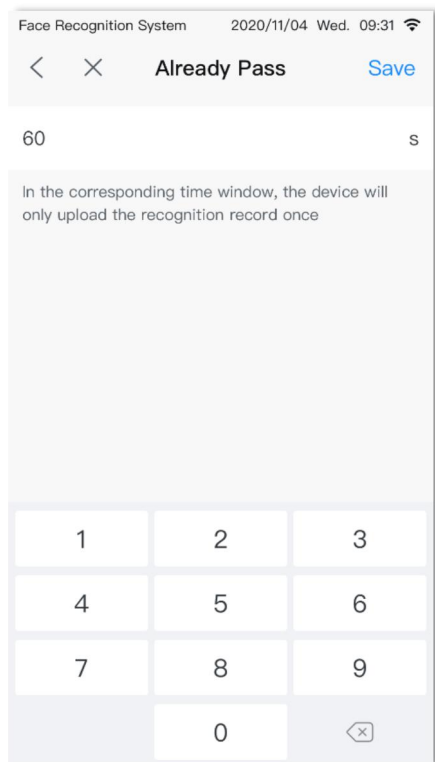 Face Recognition System 2020/11/04 Wed. 09:31
Already Pass Save
60 s
In the corresponding time window, the device will
only upload the recognition record once
1 2 3
4 5 6
7 8 9
0